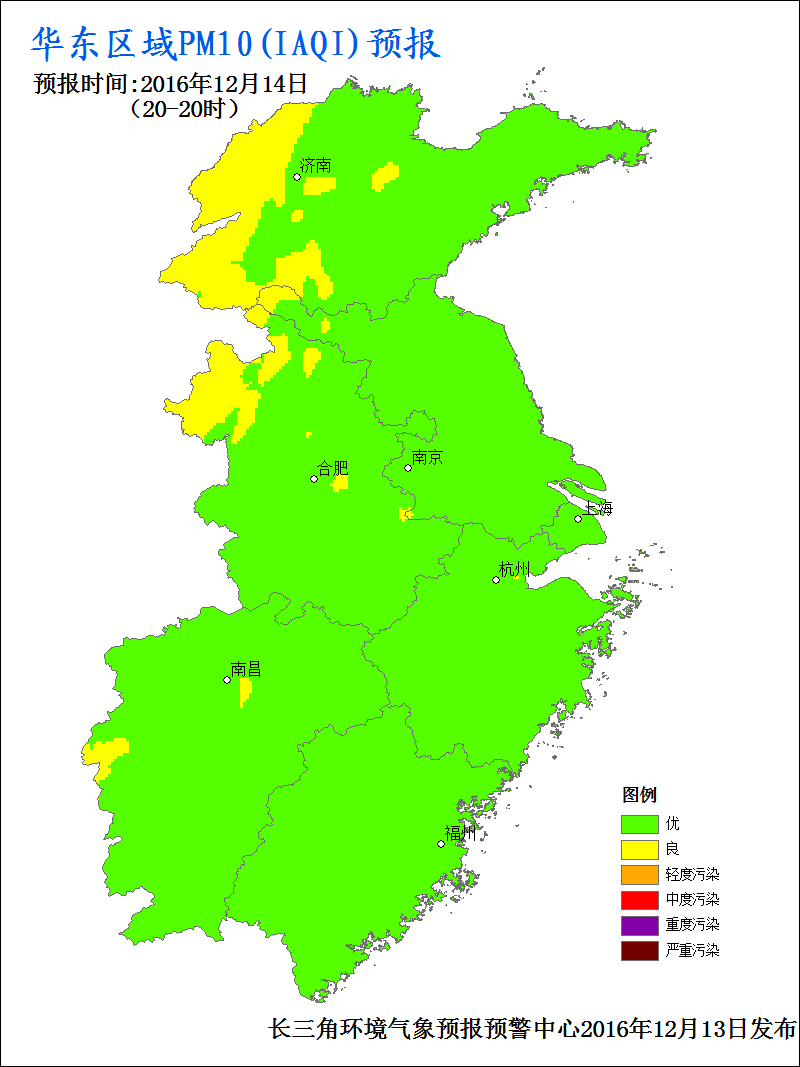 华东区域PM10(IAQI)预报
预报时间:2016年12月14日
（20-20时）
济南
南京
合肥
上海
杭州
南昌
福州
图例
优
良
轻度污染
中度污染
重度污染
严重污染
长三角环境气象预报预警中心2016年12月13日发布